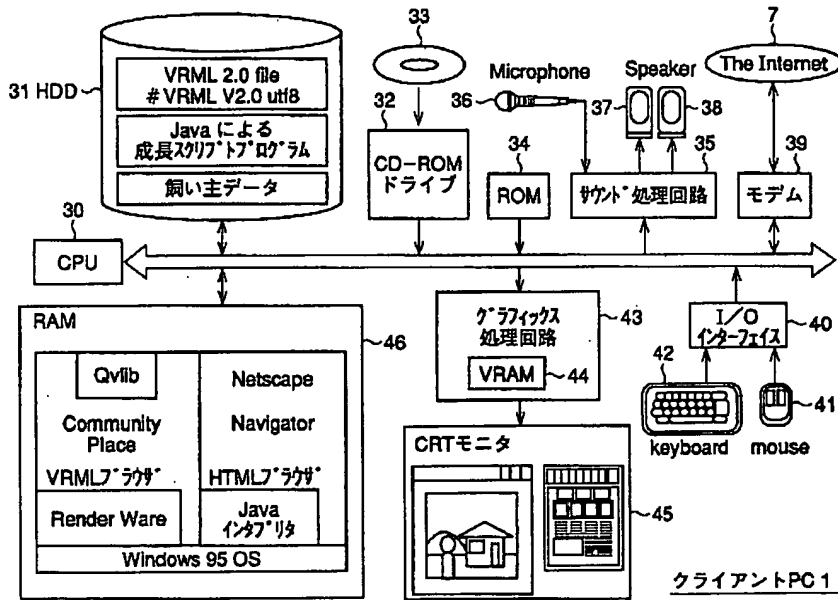 31 HDD
VRML 2.0 file
# VRML V2.0 utf8
Java による
成長スクリプトプログラム
飼い主データ
33
32
CD-ROM
ドライブ
Microphone
36
34
ROM
Speaker
37
38
35
サウンド処理回路
7
The Internet
39
モデム
30
CPU
RAM
46
Qvlib
Community
Place
VRMLブラウザ
Render Ware
Netscape
Navigator
HTMLブラウザ
Java
インタプリタ
Windows 95 OS
グラフィックス
処理回路
43
VRAM
44
I/O
インターフェイス
40
42
keyboard
41
mouse
CRTモニタ
45
クライアントPC 1